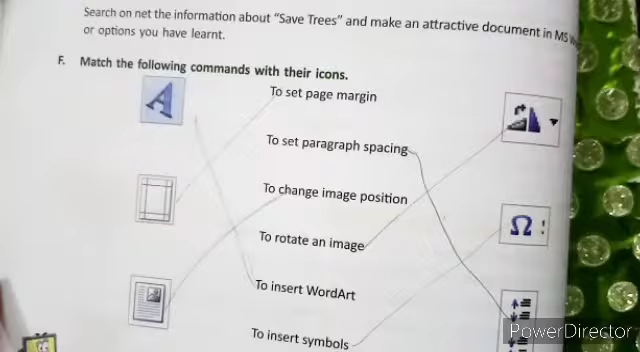 Search on net the information about “Save Trees” and make an attractive document in MS
or options you have learnt.
F. Match the following commands with their icons.
To set page margin
To set paragraph spacing
To change image position
To rotate an image
To insert WordArt
To insert symbols
PowerDirector